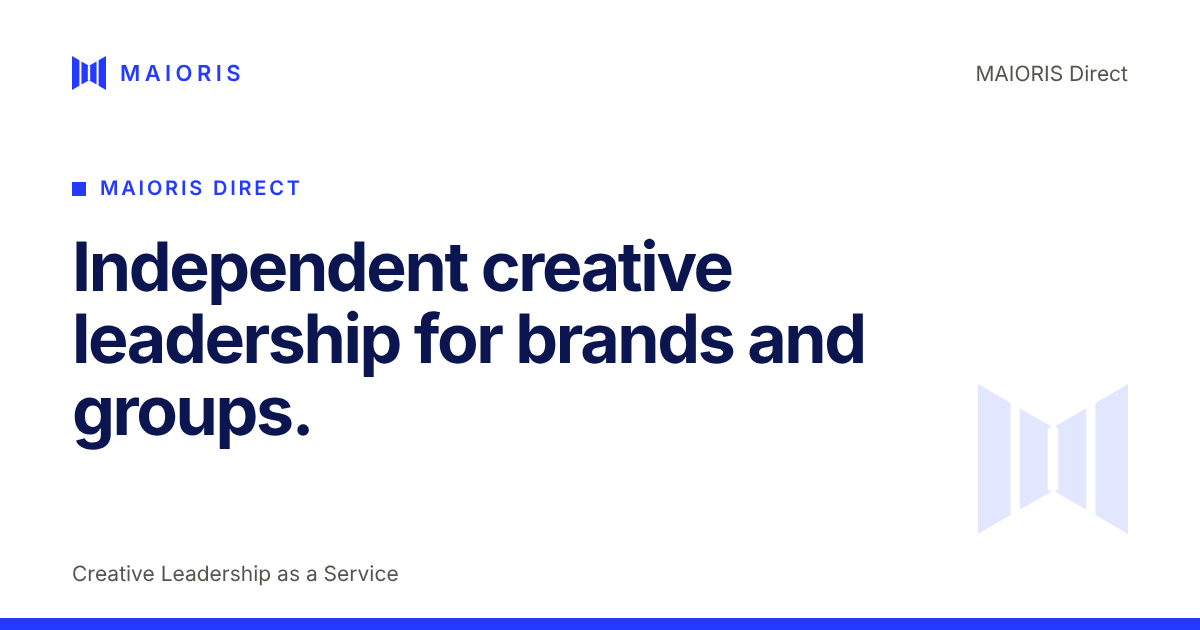 MAIORIS
MAIORIS Direct
MAIORIS DIRECT
Independent creative
leadership for brands and
groups.
Creative Leadership as a Service